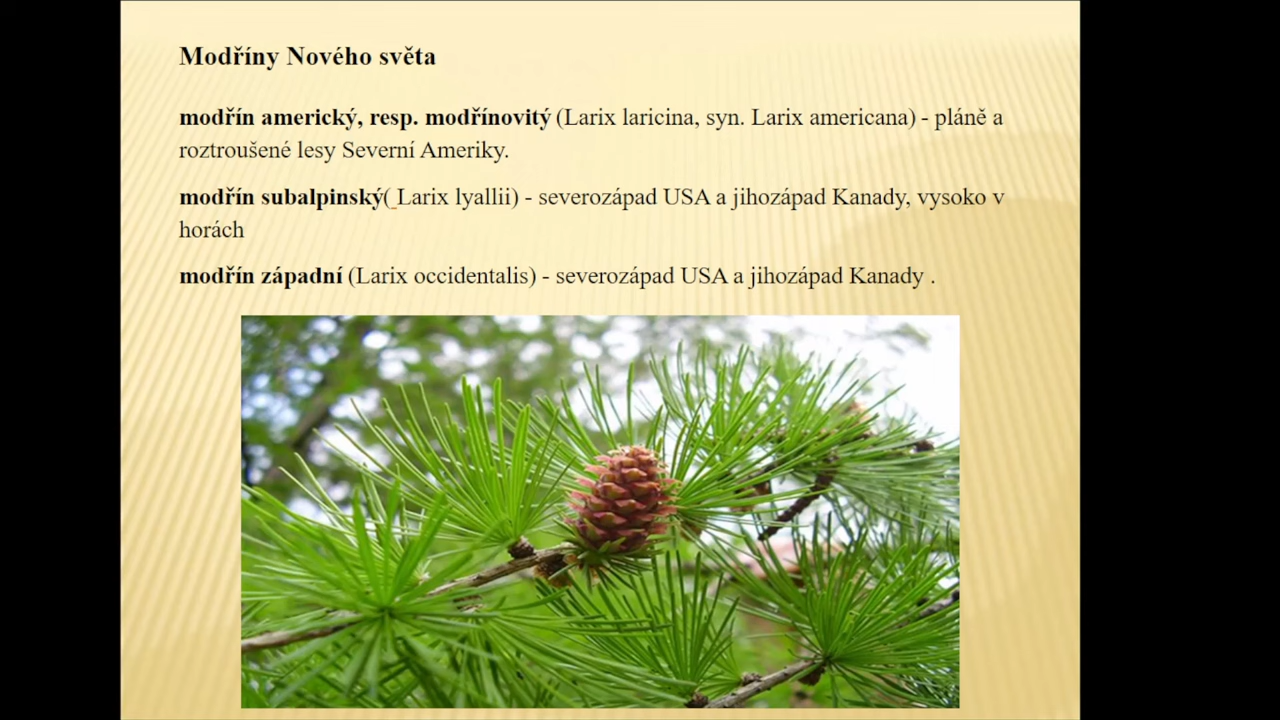 Modříny Nového světa
modřín americký, resp. modřínovitý (Larix laricina, syn. Larix americana) - pláně a
roztroušené lesy Severní Ameriky.
modřín subalpinský( Larix lyallii) - severozápad USA a jihozápad Kanady, vysoko v
horách
modřín západní (Larix occidentalis) - severozápad USA a jihozápad Kanady .